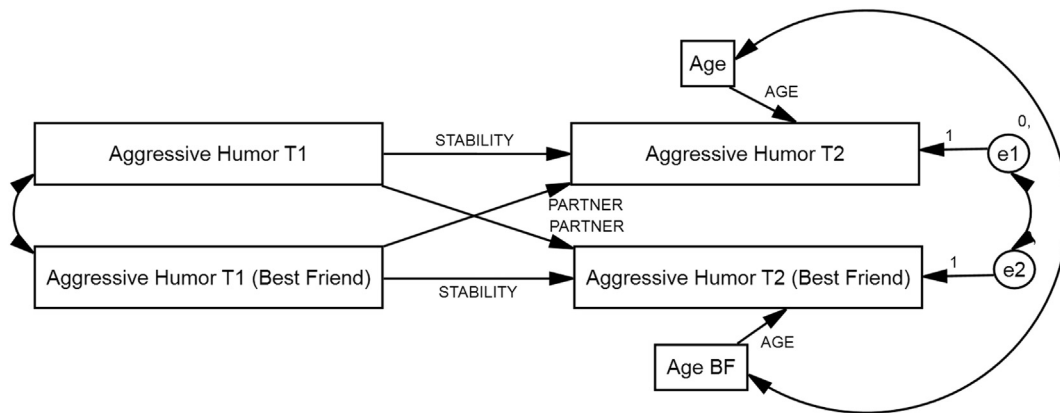 Age
AGE
0,
Aggressive Humor T1
STABILITY
Aggressive Humor T2
1
e1
PARTNER
PARTNER
Aggressive Humor T1 (Best Friend)
STABILITY
Aggressive Humor T2 (Best Friend)
1
e2
AGE
Age BF